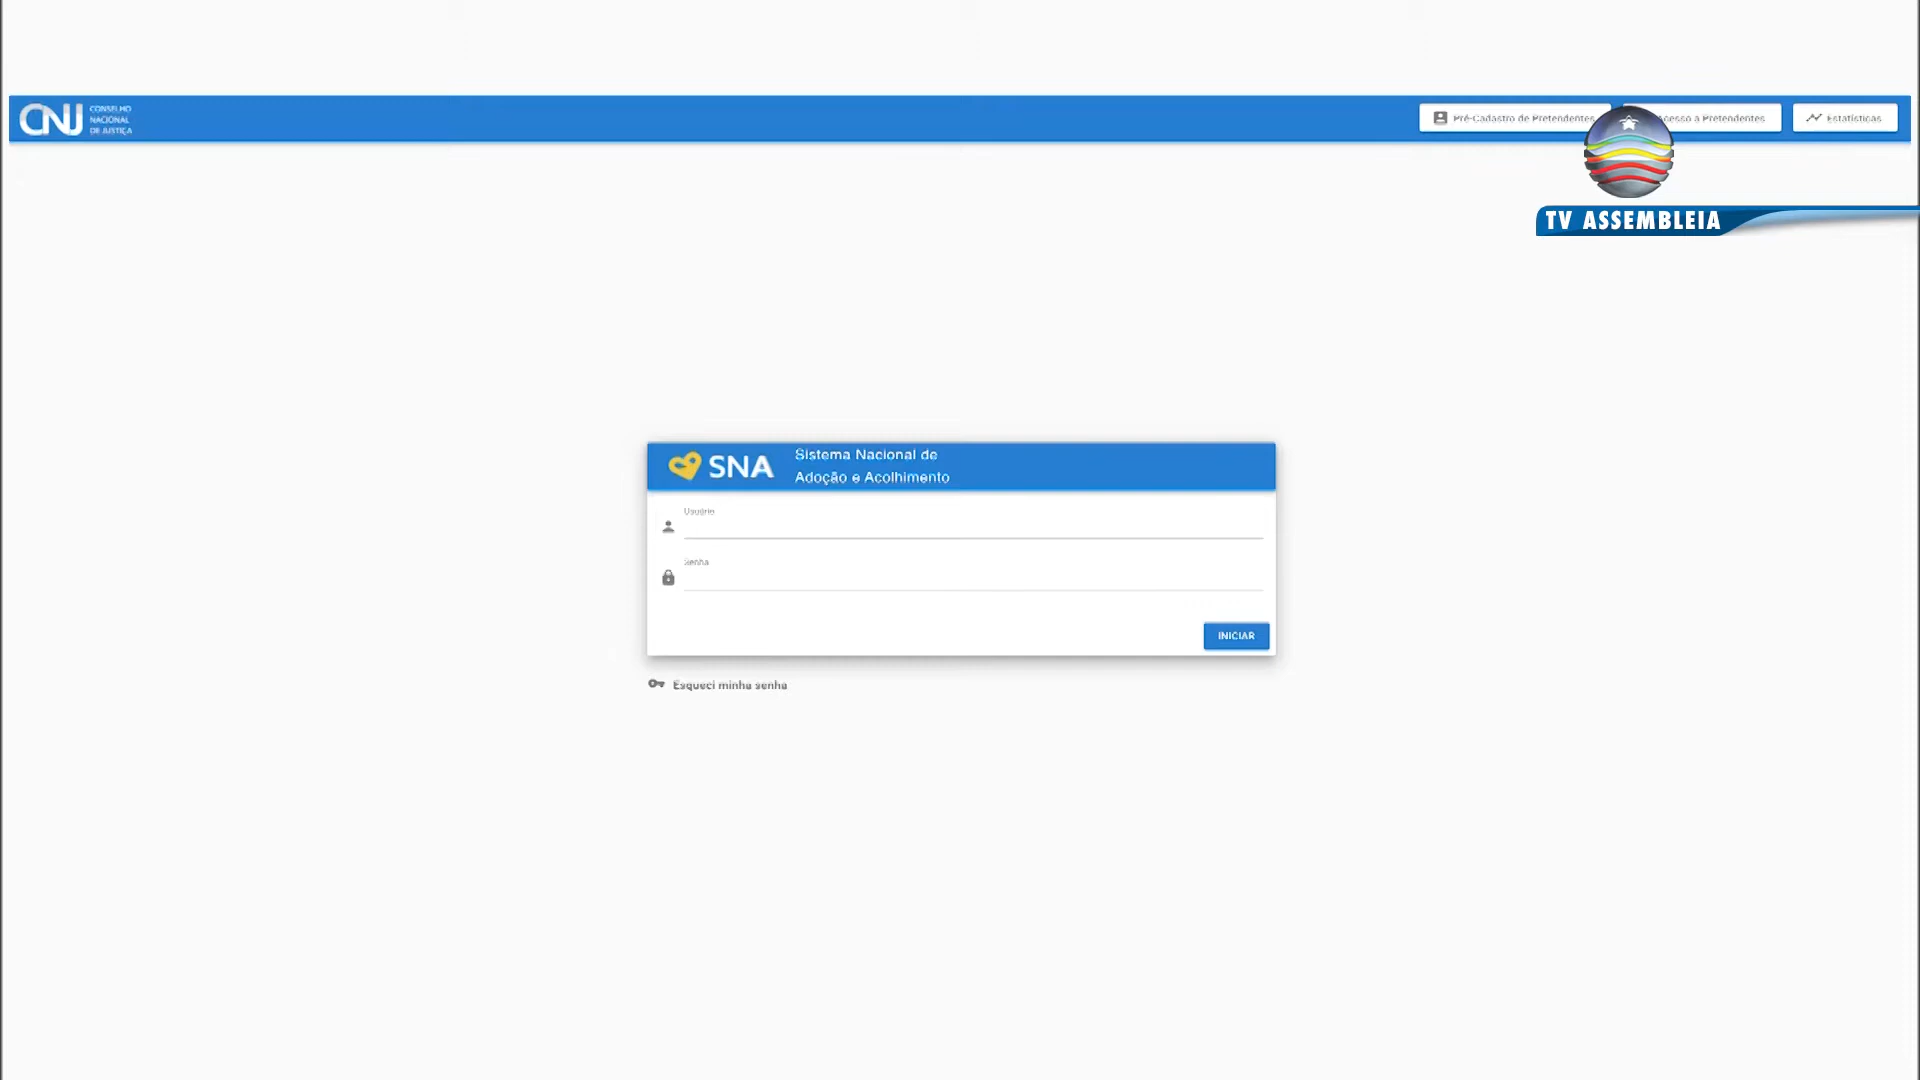 CNJ
CONSELHO
NACIONAL
DE JUSTIÇA
Pré-Cadastro de Pretendentes
a Pretendentes
Estatísticas
TV ASSEMBLEIA
SNA
Sistema Nacional de
Adoção e Acolhimento
Usuário
Senha
INICIAR
Esqueci minha senha